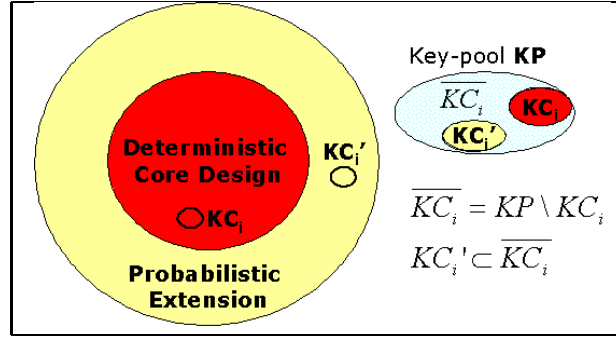 Deterministic
Core Design
KC_i
KC_i'
Probabilistic
Extension
Key-pool KP
\overline{KC_i}
KC_i
KC_i'
\overline{KC_i} = KP \ KC_i
KC_i' ⊂ \overline{KC_i}